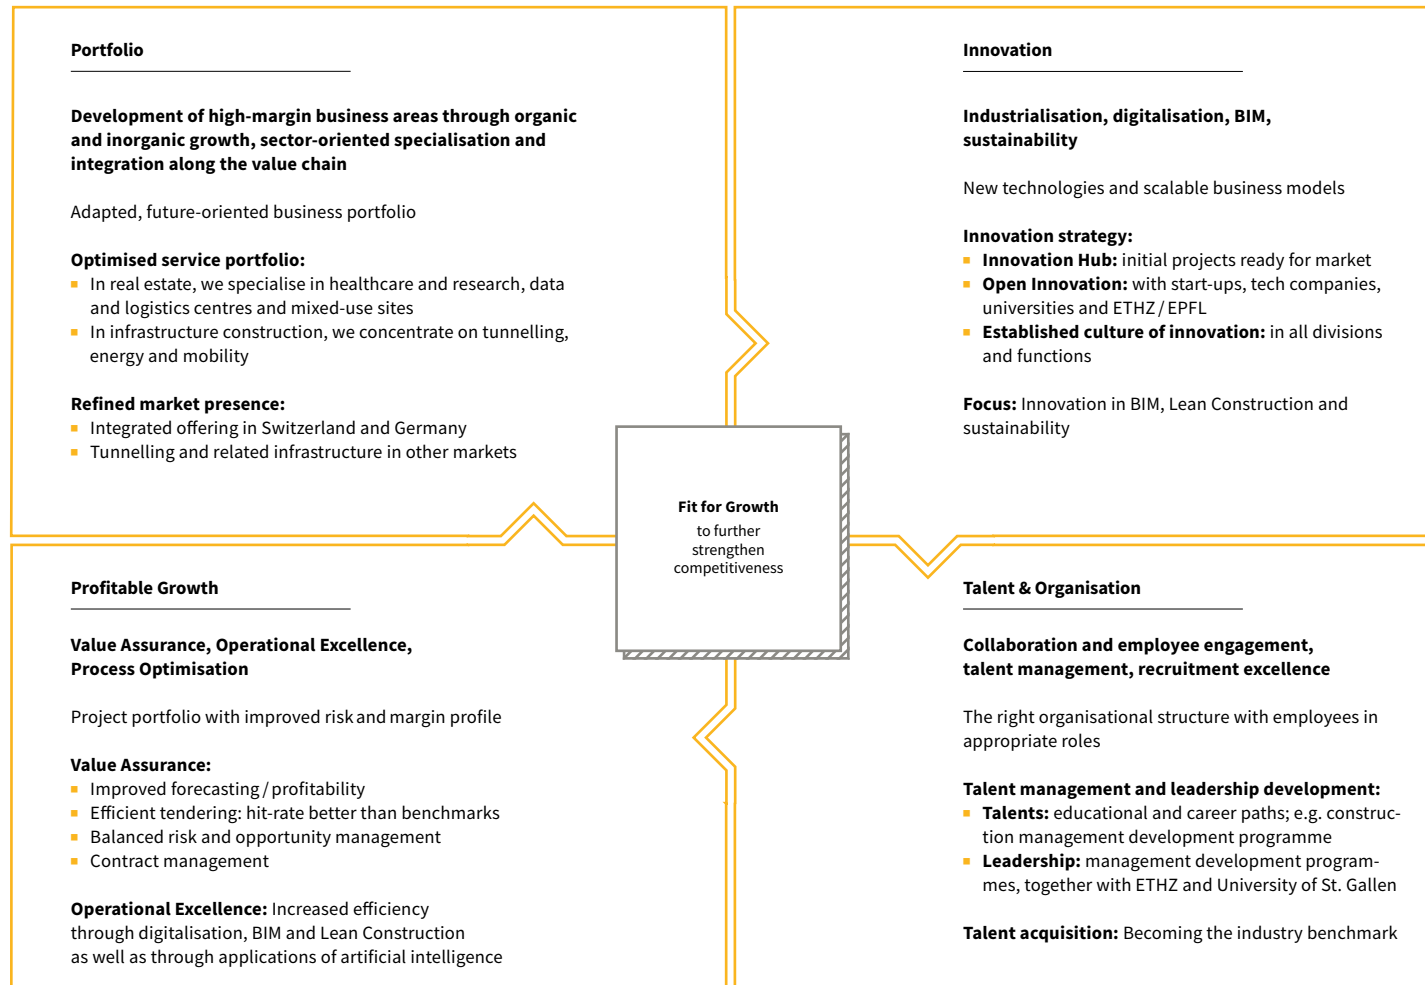 Portfolio
Development of high-margin business areas through organic
and inorganic growth, sector-oriented specialisation and
integration along the value chain
Adapted, future-oriented business portfolio
Optimised service portfolio:
In real estate, we specialise in healthcare and research, data
and logistics centres and mixed-use sites
In infrastructure construction, we concentrate on tunnelling,
energy and mobility
Refined market presence:
Integrated offering in Switzerland and Germany
Tunnelling and related infrastructure in other markets
Innovation
Industrialisation, digitalisation, BIM,
sustainability
New technologies and scalable business models
Innovation strategy:
Innovation Hub: initial projects ready for market
Open Innovation: with start-ups, tech companies,
universities and ETHZ / EPFL
Established culture of innovation: in all divisions
and functions
Focus: Innovation in BIM, Lean Construction and
sustainability
Fit for Growth
to further
strengthen
competitiveness
Profitable Growth
Value Assurance, Operational Excellence,
Process Optimisation
Project portfolio with improved risk and margin profile
Value Assurance:
Improved forecasting / profitability
Efficient tendering: hit-rate better than benchmarks
Balanced risk and opportunity management
Contract management
Operational Excellence: Increased efficiency
through digitalisation, BIM and Lean Construction
as well as through applications of artificial intelligence
Talent & Organisation
Collaboration and employee engagement,
talent management, recruitment excellence
The right organisational structure with employees in
appropriate roles
Talent management and leadership development:
Talents: educational and career paths; e.g. construc-
tion management development programme
Leadership: management development program-
mes, together with ETHZ and University of St. Gallen
Talent acquisition: Becoming the industry benchmark